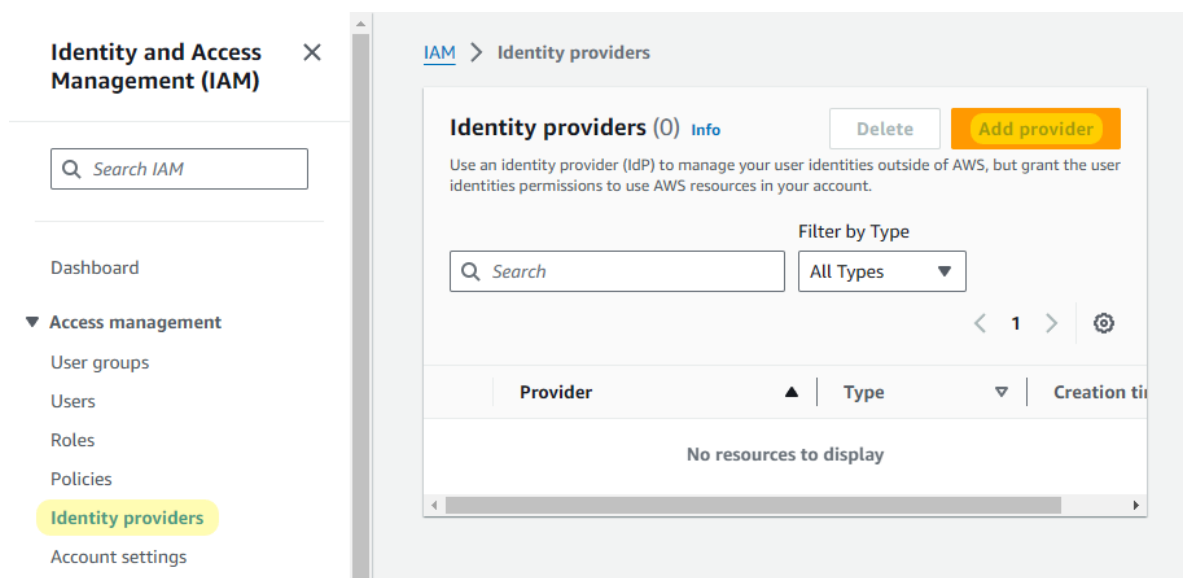 Identity and Access
Management (IAM)
Search IAM
Dashboard
Access management
User groups
Users
Roles
Policies
Identity providers
Account settings
IAM > Identity providers
Identity providers (0) Info
Delete
Add provider
Use an identity provider (IdP) to manage your user identities outside of AWS, but grant the user
identities permissions to use AWS resources in your account.
Filter by Type
Search
All Types
1
Provider
Type
Creation ti
No resources to display